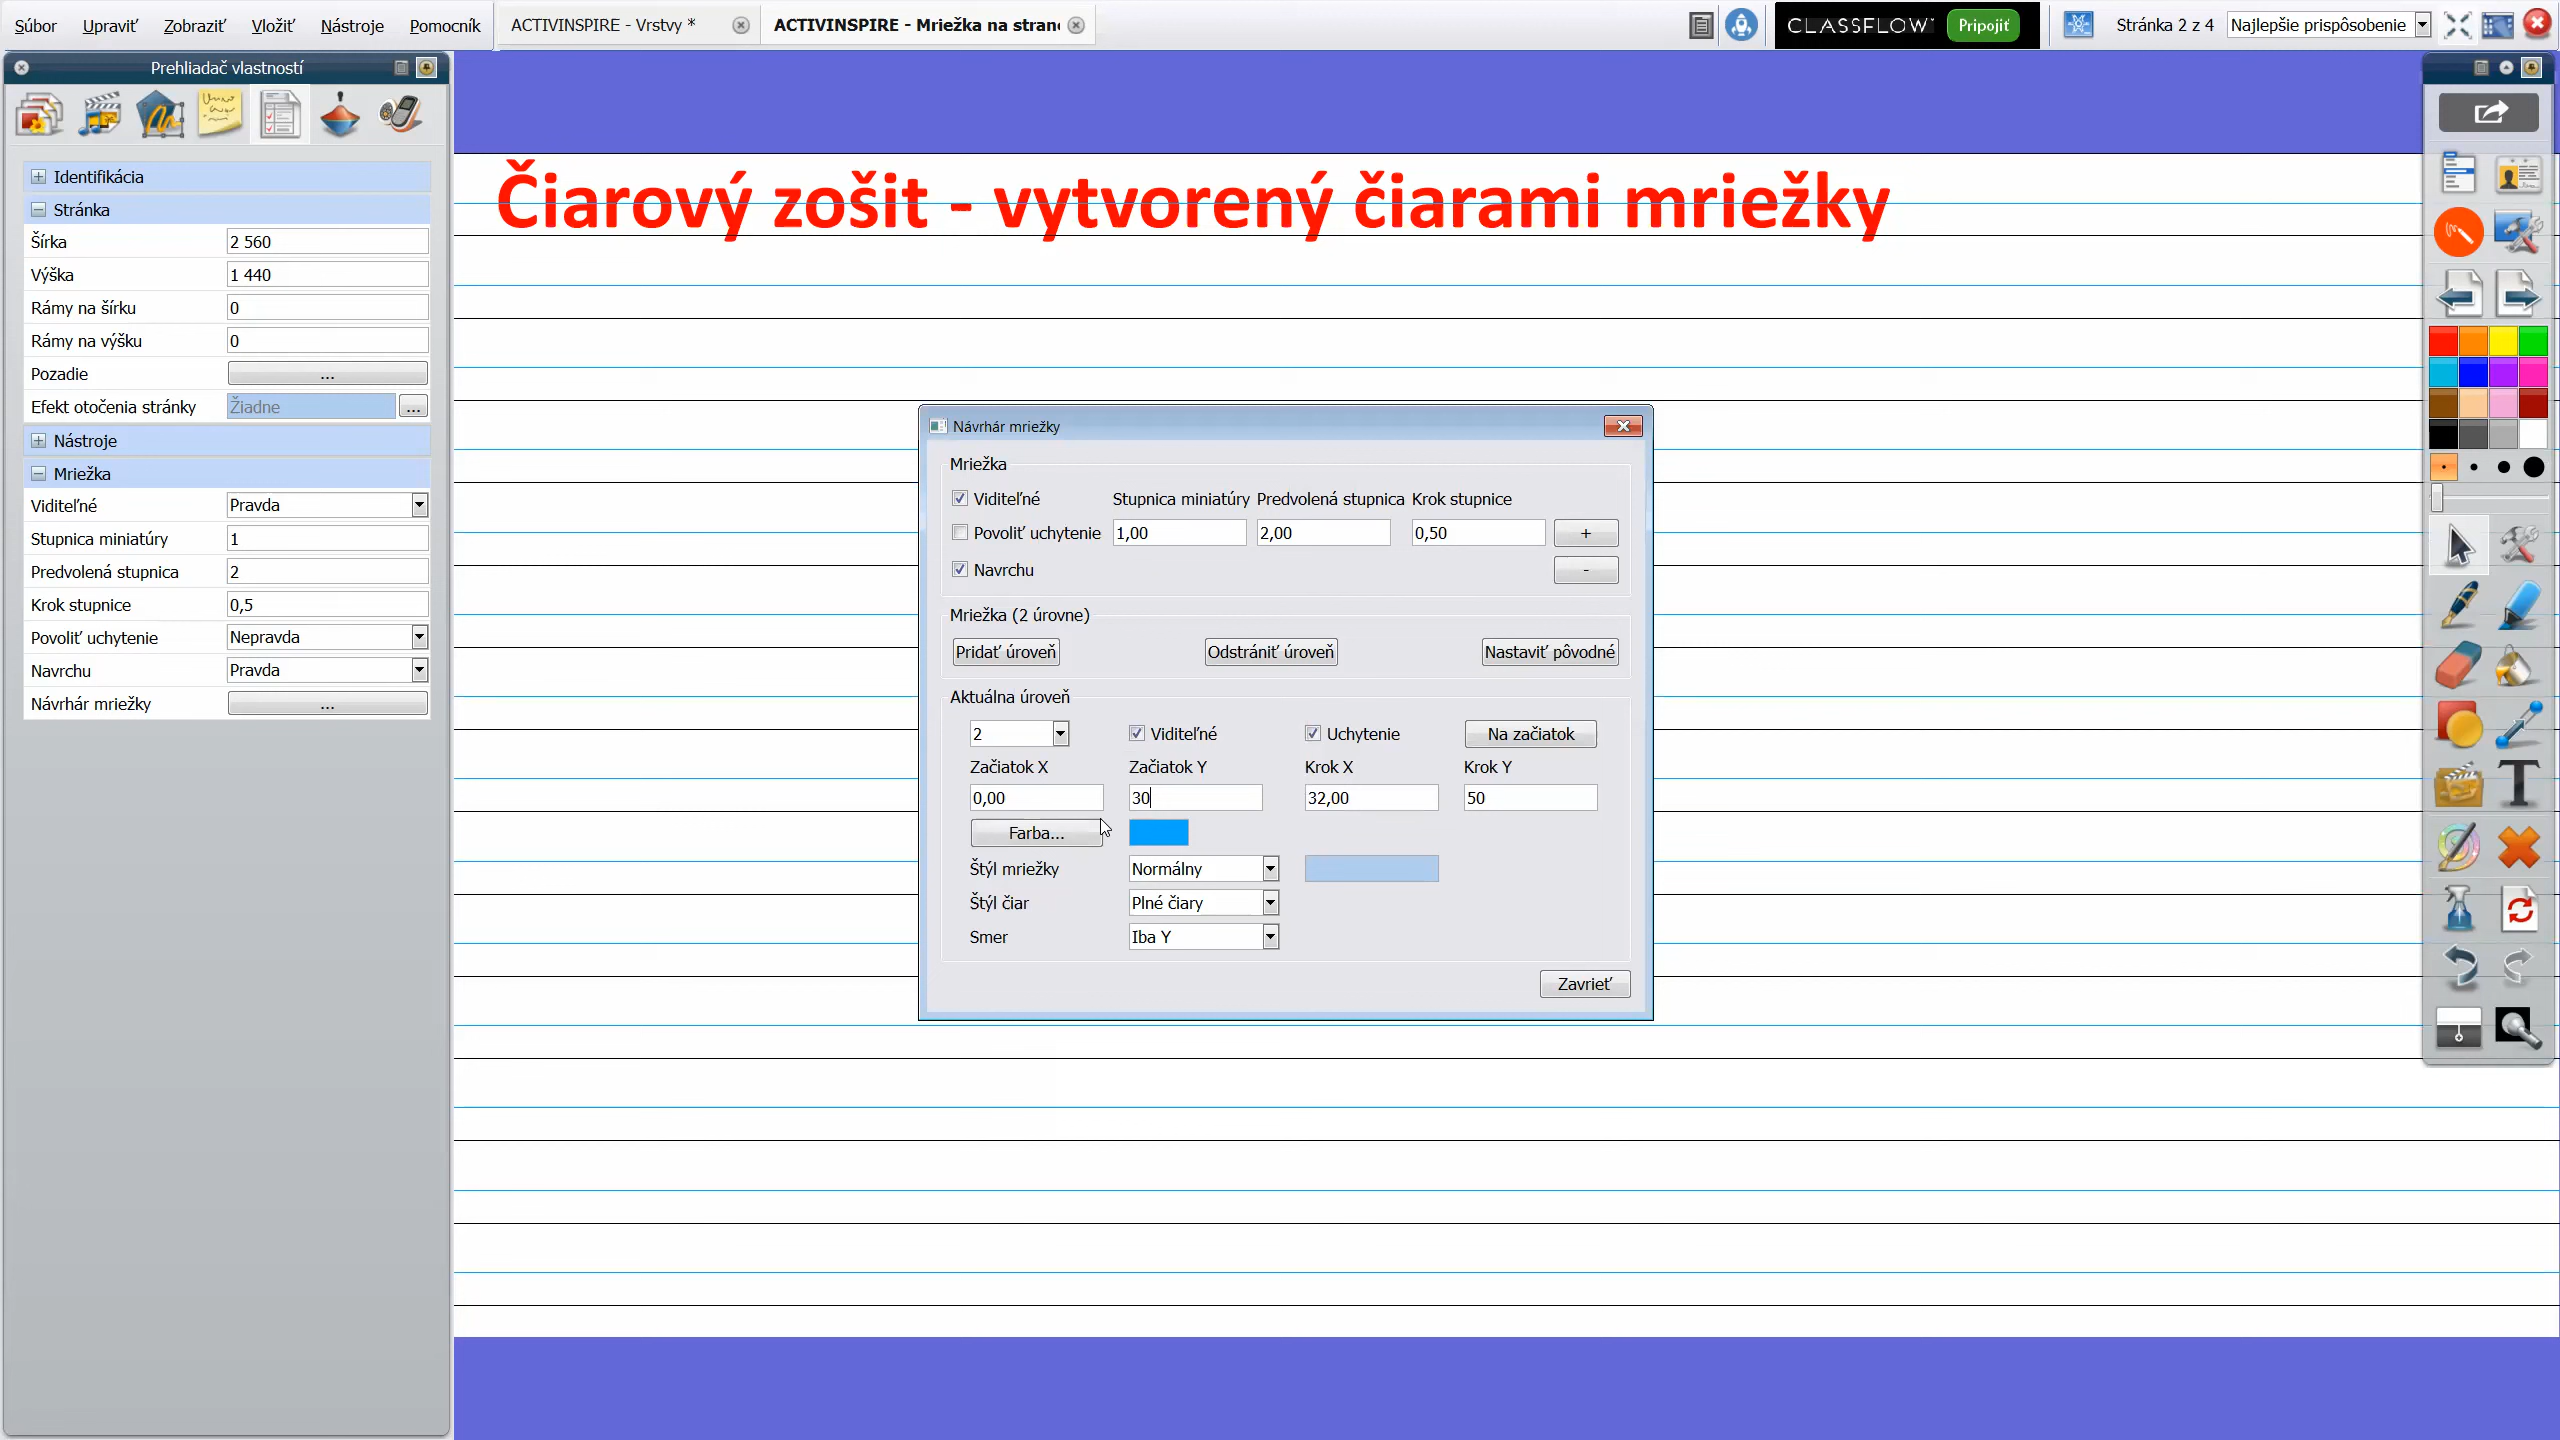 Súbor Upraviť Zobraziť Vložiť Nástroje Pomocník
ACTIVINSPIRE - Vrstvy *
ACTIVINSPIRE - Mriežka na strane
CLASSFLOW Pripojiť
Stránka 2 z 4
Najlepšie prispôsobenie
Prehliadač vlastností
Identifikácia
Stránka
Šírka 2 560
Výška 1 440
Rámy na šírku 0
Rámy na výšku 0
Pozadie ...
Efekt otočenia stránky Žiadne ...
Nástroje
Mriežka
Viditeľné Pravda
Stupnica miniatúry 1
Predvolená stupnica 2
Krok stupnice 0,5
Povoliť uchytenie Nepravda
Navrchu Pravda
Návrhár mriežky ...
Čiarový zošit - vytvorený čiarami mriežky
Návrhár mriežky
Mriežka
Viditeľné Stupnica miniatúry Predvolená stupnica Krok stupnice
Povoliť uchytenie 1,00 2,00 0,50 +
Navrchu -
Mriežka (2 úrovne)
Pridať úroveň Odstrániť úroveň Nastaviť pôvodné
Aktuálna úroveň
2 Viditeľné Uchytenie Na začiatok
Začiatok X Začiatok Y Krok X Krok Y
0,00 30 32,00 50
Farba...
Štýl mriežky Normálny
Štýl čiar Plné čiary
Smer Iba Y
Zavrieť